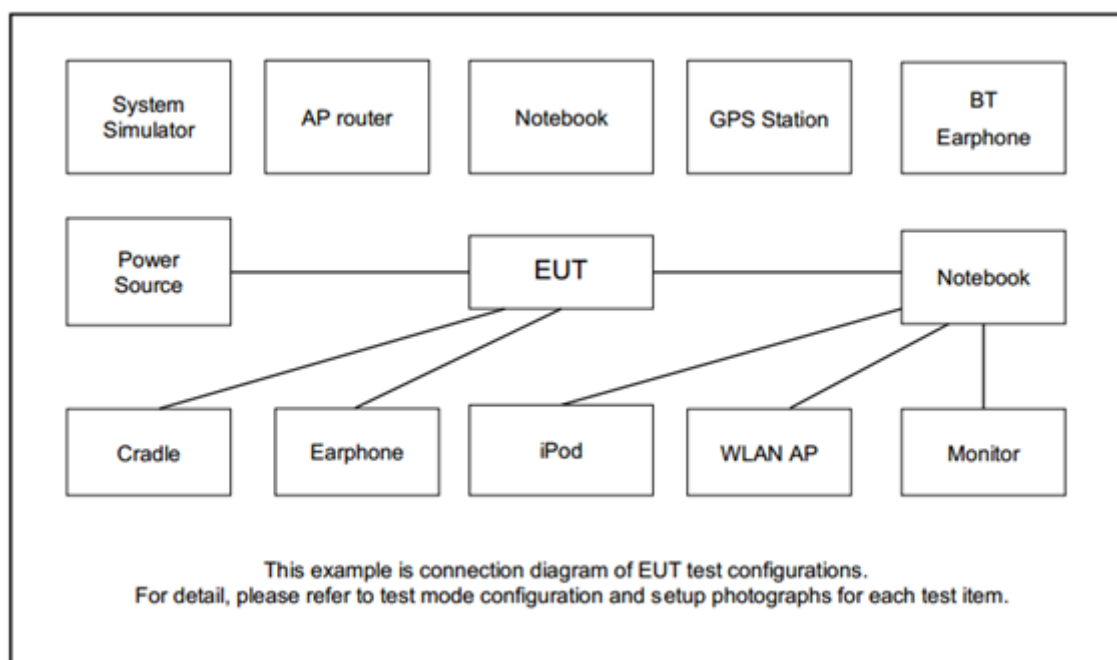 System
Simulator
AP router
Notebook
GPS Station
BT
Earphone
Power
Source
EUT
Notebook
Cradle
Earphone
iPod
WLAN AP
Monitor
This example is connection diagram of EUT test configurations.
For detail, please refer to test mode configuration and setup photographs for each test item.